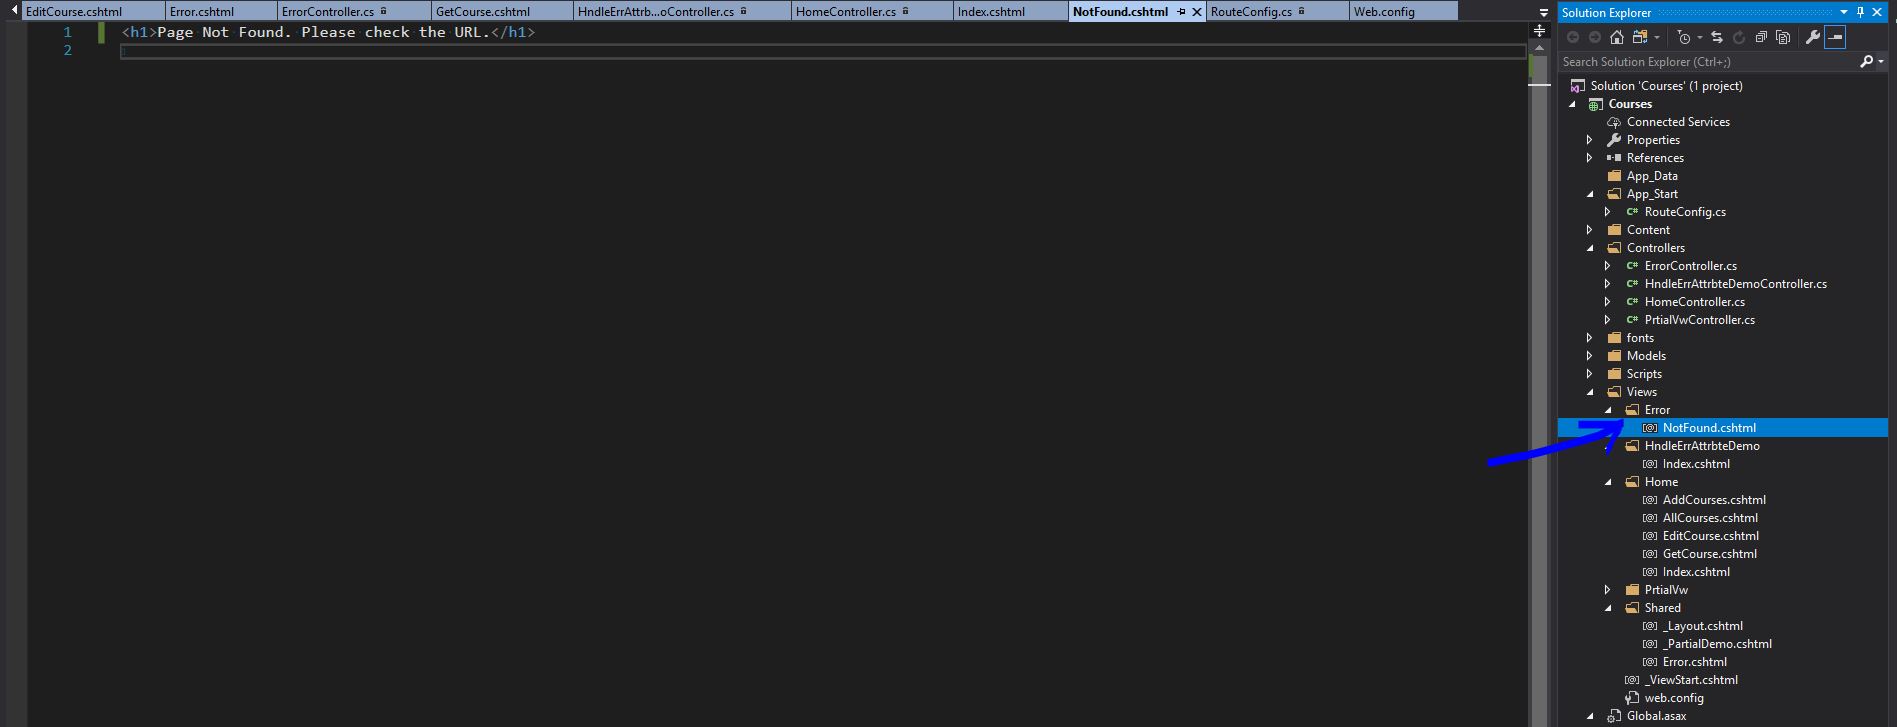 EditCourse.cshtml Error.cshtml ErrorController.cs GetCourse.cshtml HndleErrAttrb...oController.cs HomeController.cs Index.cshtml NotFound.cshtml RouteConfig.cs Web.config
1 <h1>Page Not Found. Please check the URL.</h1>
2
Solution Explorer
Search Solution Explorer (Ctrl+;)
Solution 'Courses' (1 project)
Courses
Connected Services
Properties
References
App_Data
App_Start
C# RouteConfig.cs
Content
Controllers
C# ErrorController.cs
C# HndleErrAttrbteDemoController.cs
C# HomeController.cs
C# PrtialVwController.cs
fonts
Models
Scripts
Views
Error
[@] NotFound.cshtml
HndleErrAttrbteDemo
[@] Index.cshtml
Home
[@] AddCourses.cshtml
[@] AllCourses.cshtml
[@] EditCourse.cshtml
[@] GetCourse.cshtml
[@] Index.cshtml
PrtialVw
Shared
[@] _Layout.cshtml
[@] _PartialDemo.cshtml
[@] Error.cshtml
[@] _ViewStart.cshtml
web.config
Global.asax